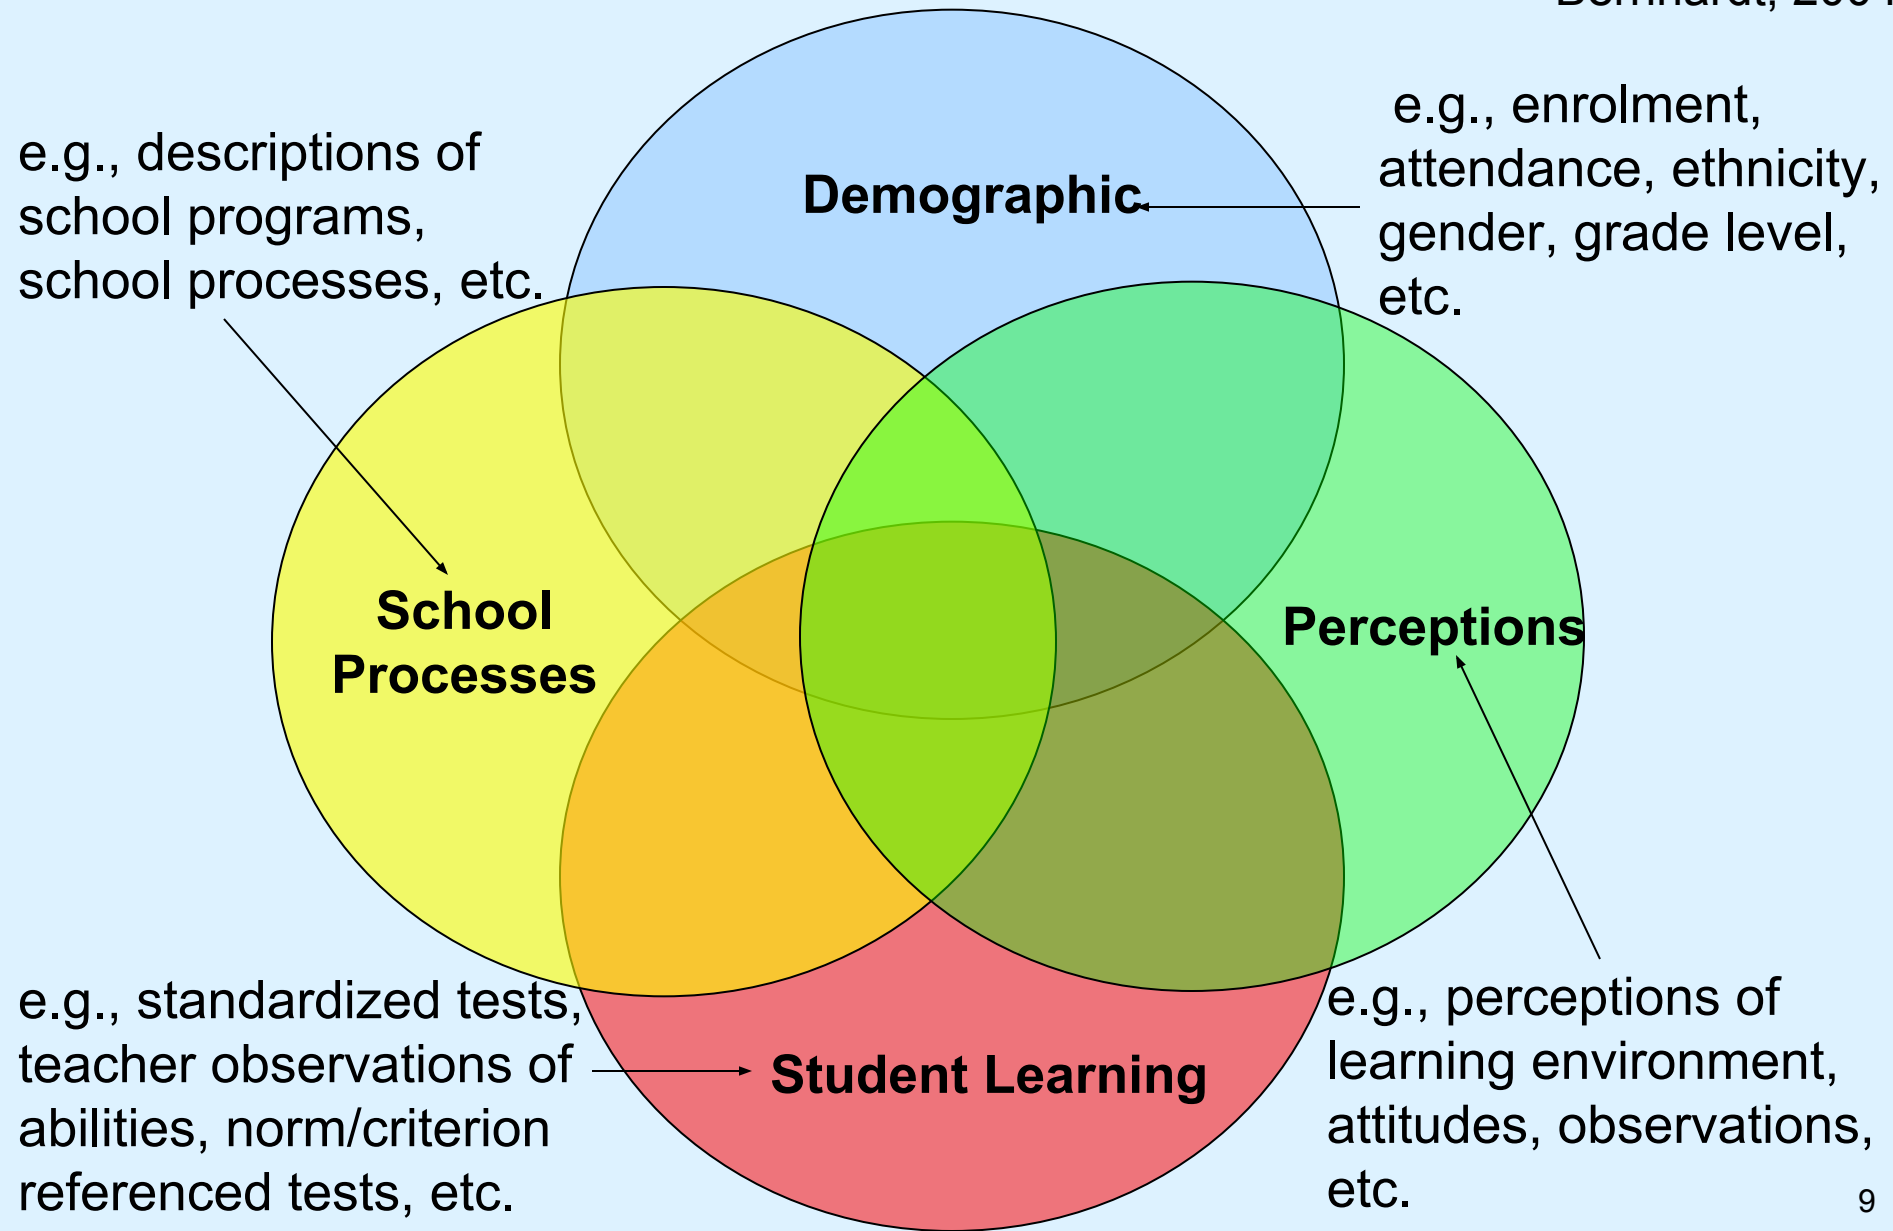 Bernhardt,
e.g., enrolment,
attendance, ethnicity,
gender, grade level,
etc.
e.g., descriptions of
school programs,
school processes, etc.
Demographic
School
Processes
Perceptions
e.g., standardized tests,
teacher observations of
abilities, norm/criterion
referenced tests, etc.
Student Learning
e.g., perceptions of
learning environment,
attitudes, observations,
etc.
9